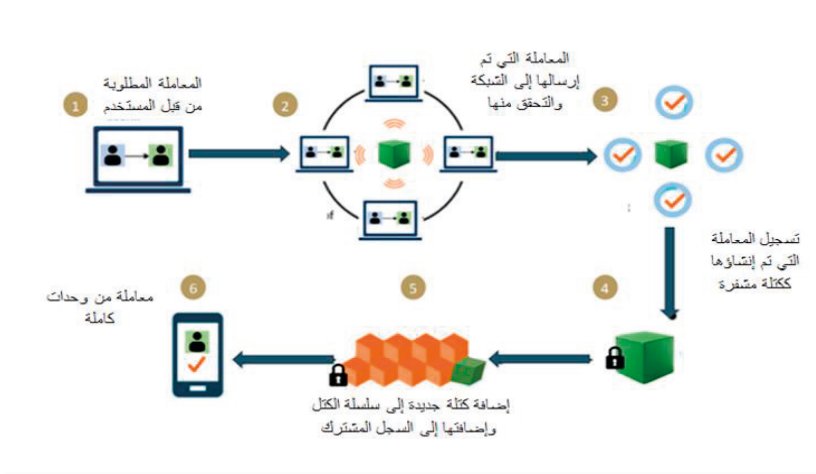 1
المعاملة المطلوبة
من قبل المستخدم
2
المعاملة التي تم
إرسالها إلى الشبكة
والتحقق منها
3
تسجيل المعاملة
التي تم إنشاؤها
ككتلة مشفرة
4
5
إضافة كتلة جديدة إلى سلسلة الكتل
وإضافتها إلى السجل المشترك
6
معاملة من وحدات
كاملة